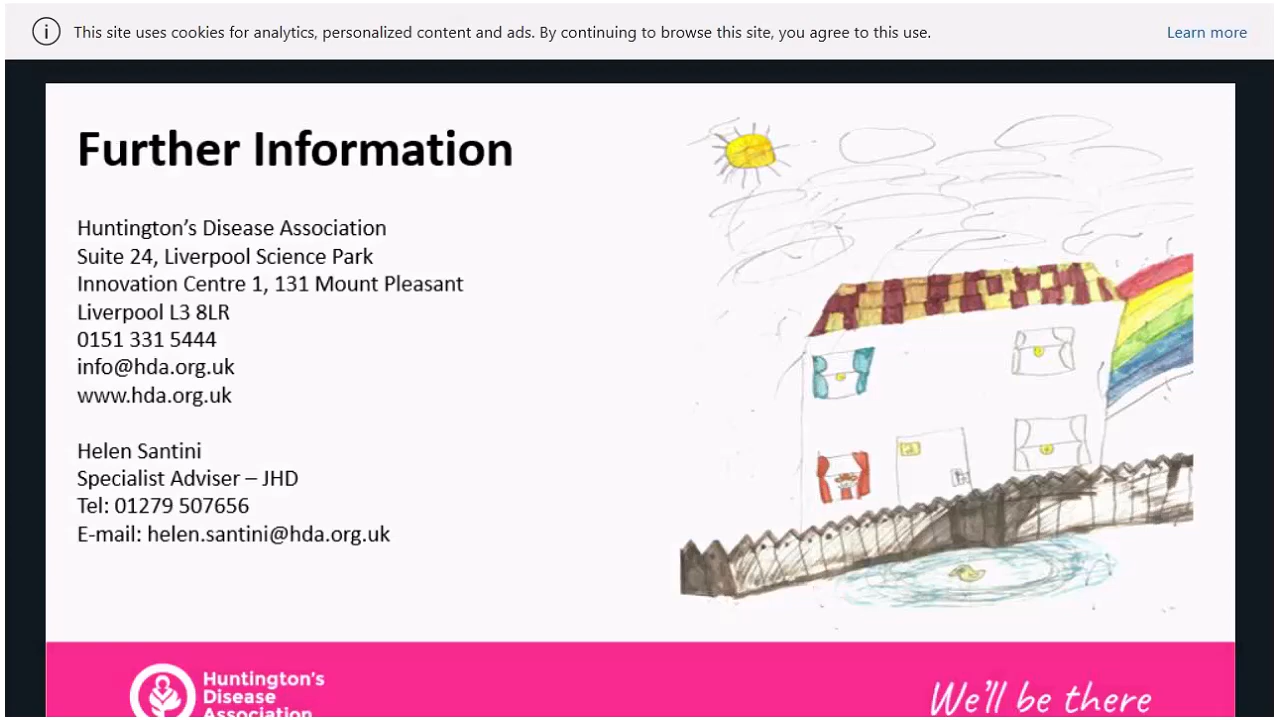 This site uses cookies for analytics, personalized content and ads. By continuing to browse this site, you agree to this use.
Learn more
Further Information
Huntington's Disease Association
Suite 24, Liverpool Science Park
Innovation Centre 1, 131 Mount Pleasant
Liverpool L3 8LR
0151 331 5444
info@hda.org.uk
www.hda.org.uk
Helen Santini
Specialist Adviser – JHD
Tel: 01279 507656
E-mail: helen.santini@hda.org.uk
Huntington's
Disease
Association
We'll be there